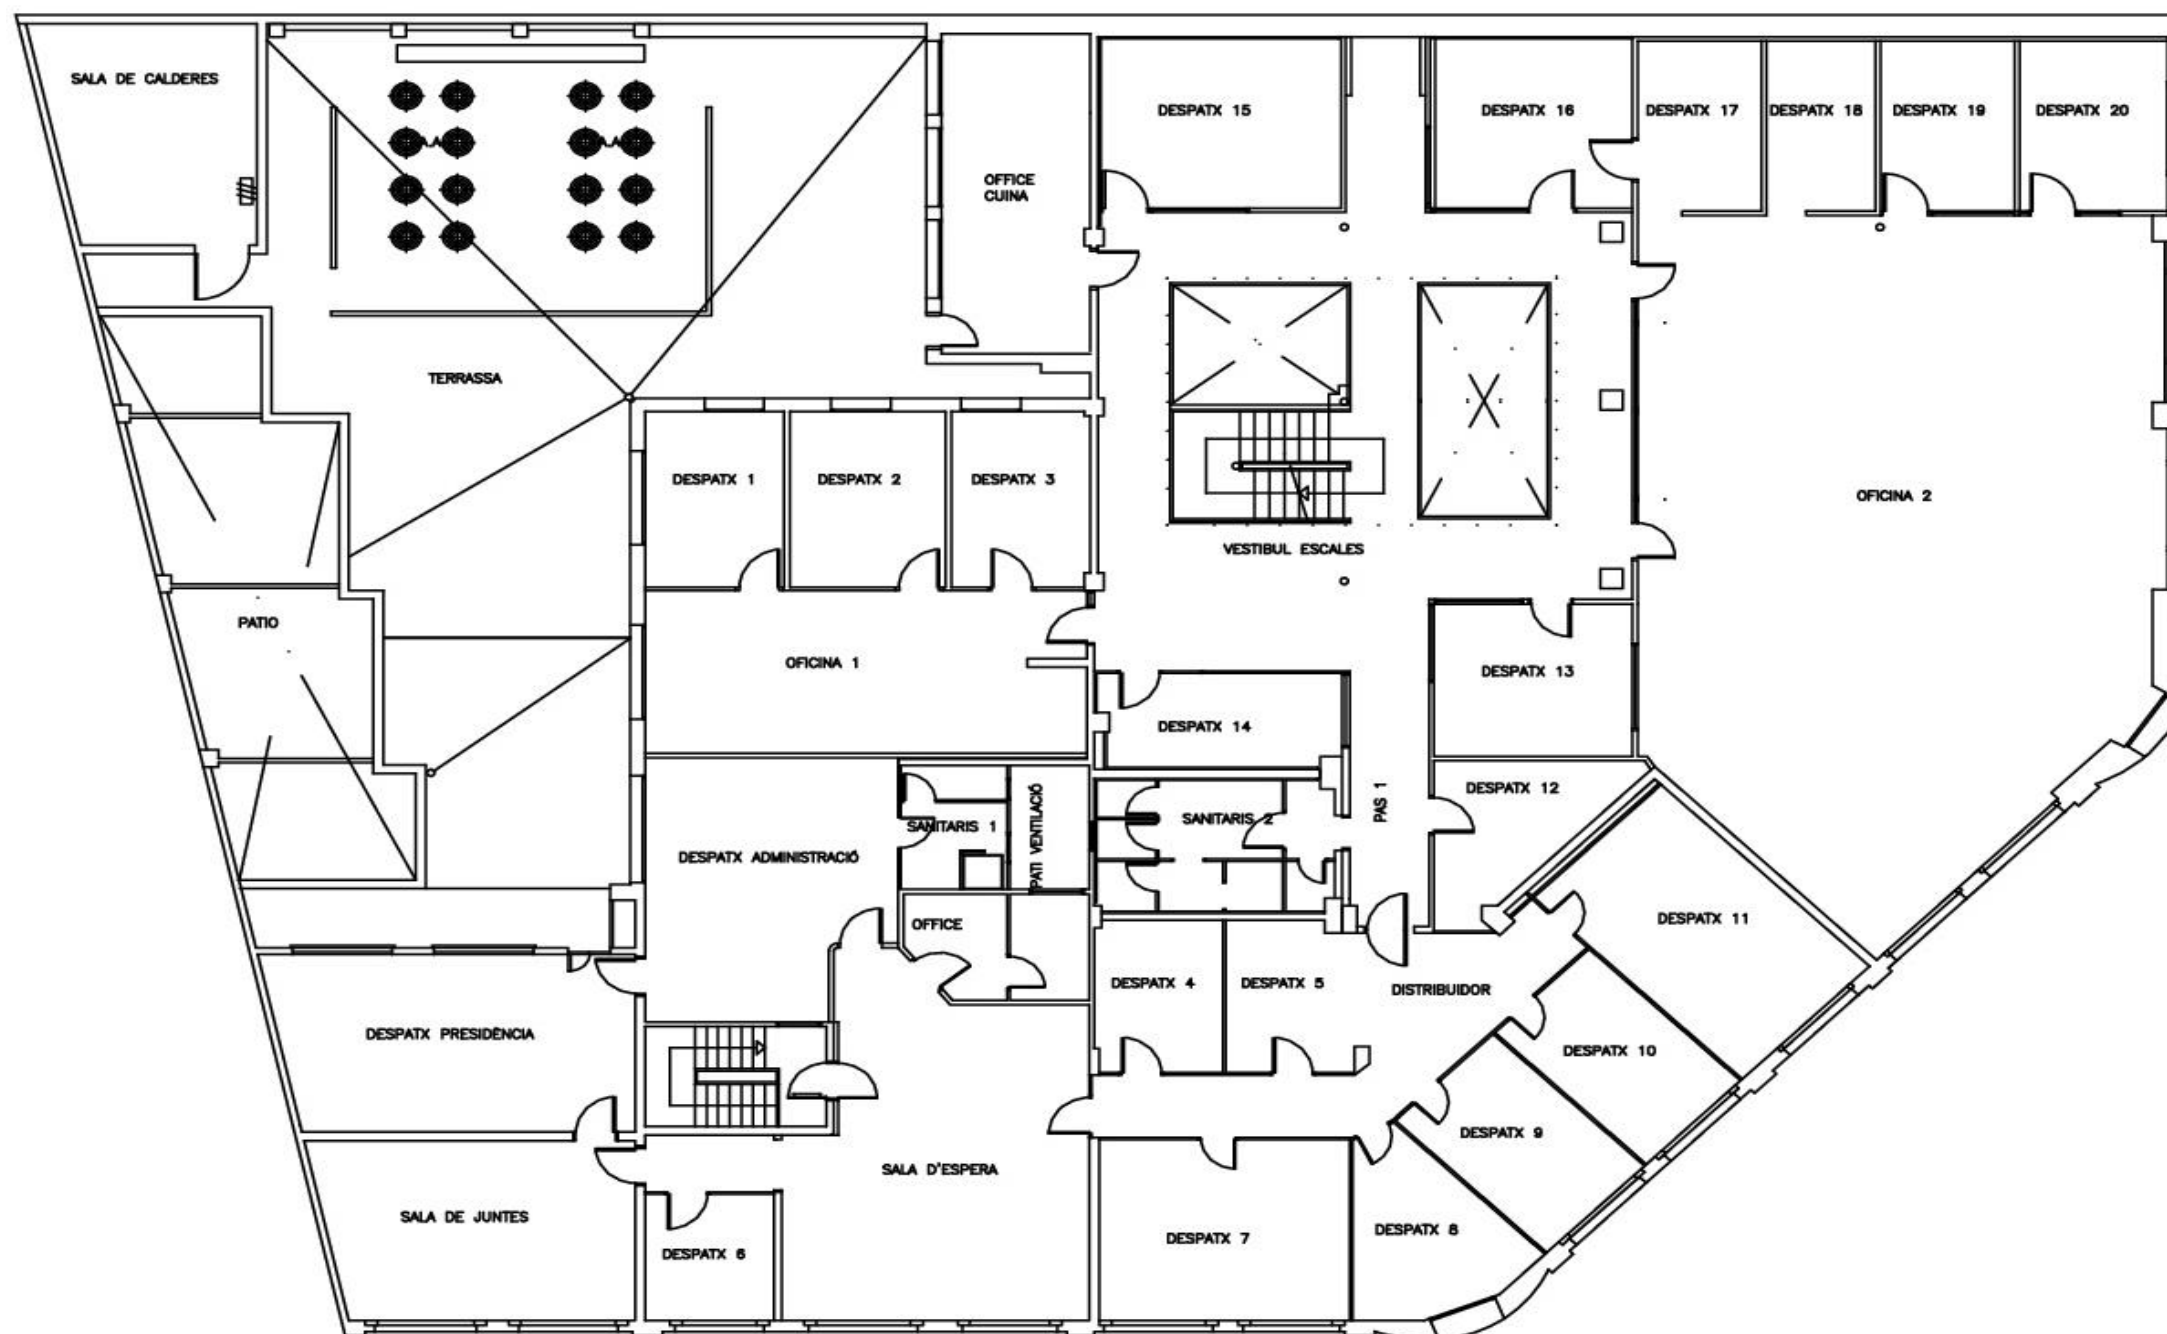 SALA DE CALDERES
DESPATX 15
DESPATX 16
DESPATX 17
DESPATX 18
DESPATX 19
DESPATX 20
OFFICE
CUINA
TERRASSA
DESPATX 1
DESPATX 2
DESPATX 3
OFICINA 2
VESTIBUL ESCALES
PATIO
OFICINA 1
DESPATX 13
DESPATX 14
DESPATX 12
PAS 1
SANITARIS 1
PATI VENTILACIÓ
SANITARIS 2
DESPATX ADMINISTRACIÓ
OFFICE
DESPATX 11
DESPATX 4
DESPATX 5
DISTRIBUIDOR
DESPATX PRESIDÈNCIA
DESPATX 10
DESPATX 9
SALA D'ESPERA
SALA DE JUNTES
DESPATX 8
DESPATX 7
DESPATX 6